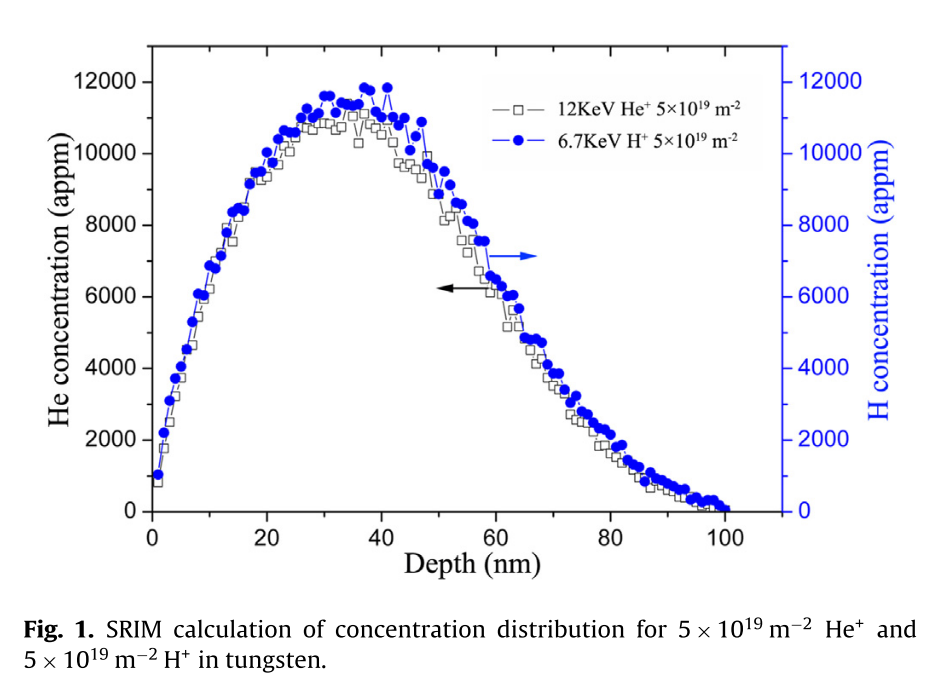 12000
10000
8000
6000
4000
2000
0
He concentration (appm)
12KeV He⁺ 5×10¹⁹ m⁻²
6.7KeV H⁺ 5×10¹⁹ m⁻²
12000
10000
8000
6000
4000
2000
0
H concentration (appm)
0 20 40 60 80 100
Depth (nm)
Fig. 1. SRIM calculation of concentration distribution for 5 × 10¹⁹ m⁻² He⁺ and
5 × 10¹⁹ m⁻² H⁺ in tungsten.